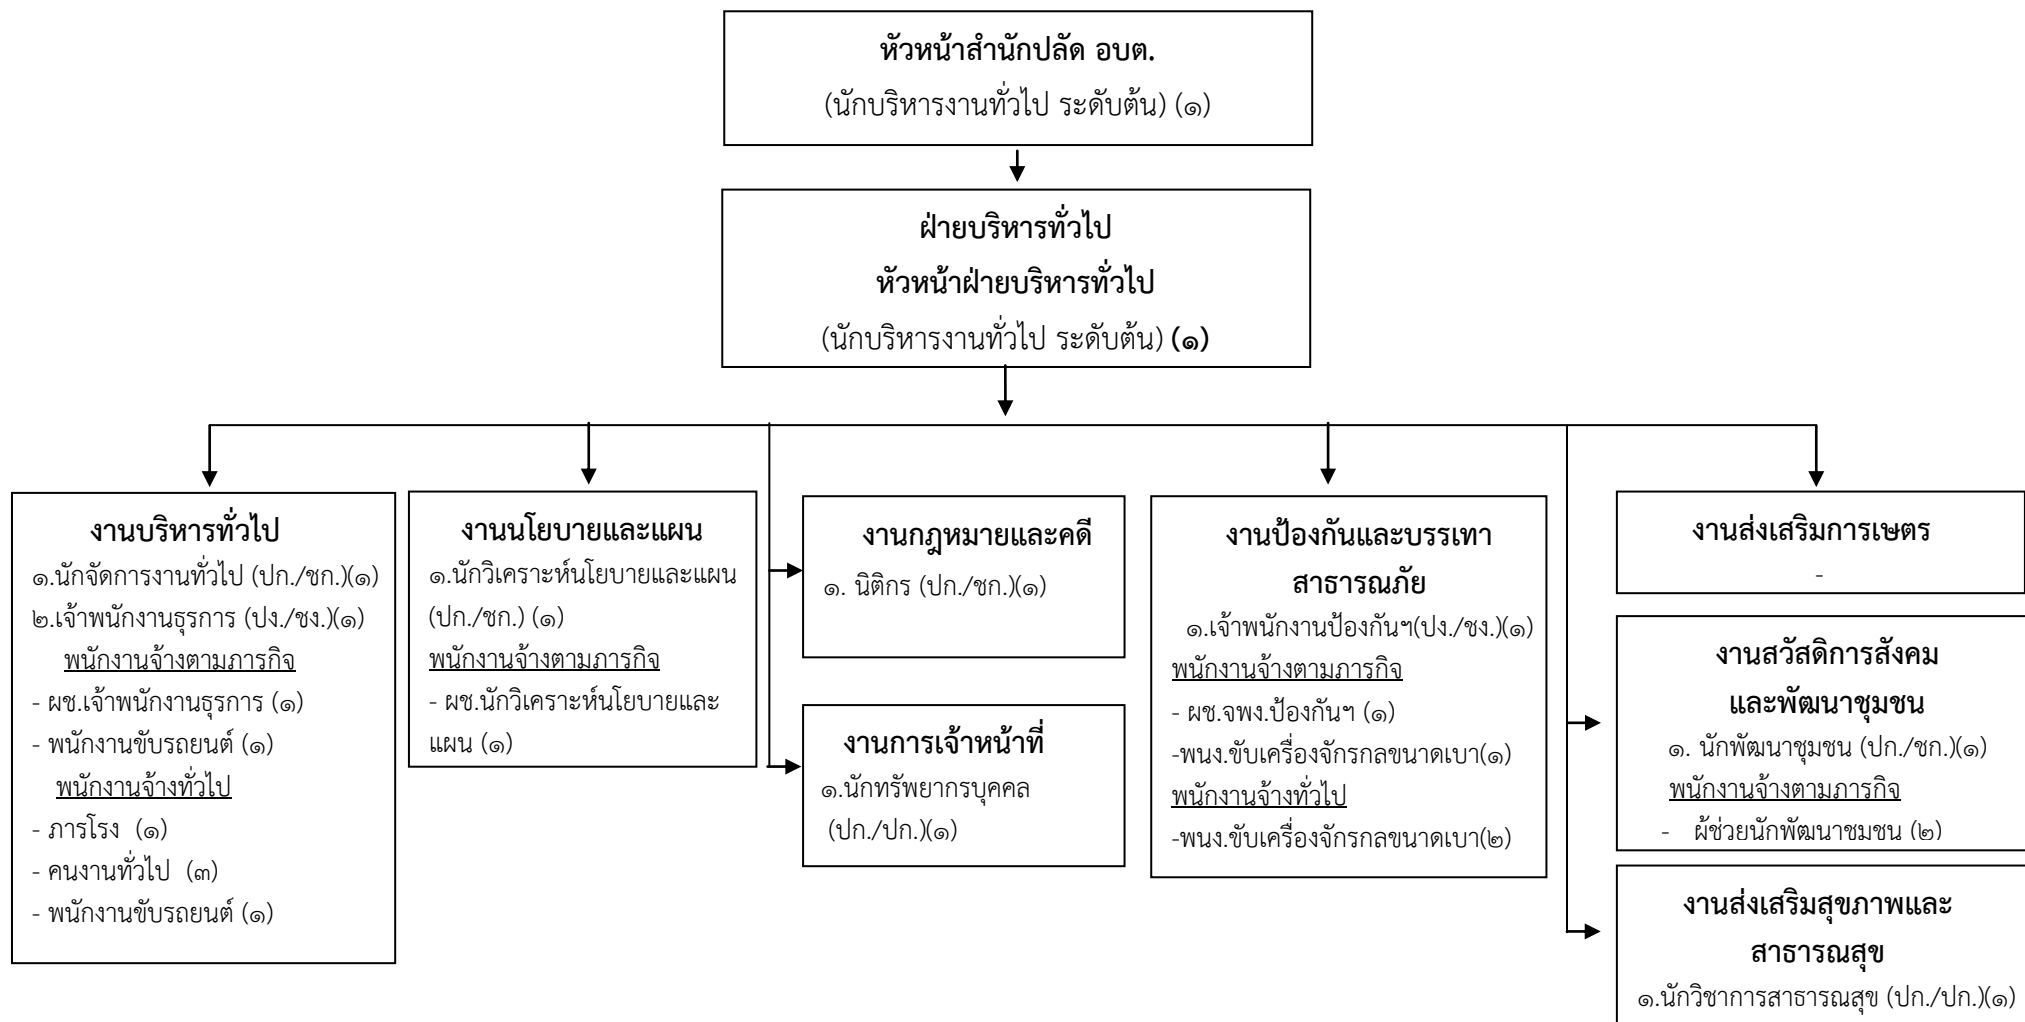 หัวหน้าสำนักปลัด อบต.
(นักบริหารงานทั่วไป ระดับต้น) (๑)
ฝ่ายบริหารทั่วไป
หัวหน้าฝ่ายบริหารทั่วไป
(นักบริหารงานทั่วไป ระดับต้น) (๑)
งานบริหารทั่วไป
๑.นักจัดการงานทั่วไป (ปก./ชก.)(๑)
๒.เจ้าพนักงานธุรการ (ปง./ชง.)(๑)
พนักงานจ้างตามภารกิจ
- ผช.เจ้าพนักงานธุรการ (๑)
- พนักงานขับรถยนต์ (๑)
พนักงานจ้างทั่วไป
- ภารโรง (๑)
- คนงานทั่วไป (๓)
- พนักงานขับรถยนต์ (๑)
งานนโยบายและแผน
๑.นักวิเคราะห์นโยบายและแผน
(ปก./ชก.) (๑)
พนักงานจ้างตามภารกิจ
- ผช.นักวิเคราะห์นโยบายและ
แผน (๑)
งานกฎหมายและคดี
๑. นิติกร (ปก./ชก.)(๑)
งานการเจ้าหน้าที่
๑.นักทรัพยากรบุคคล
(ปก./ปก.)(๑)
งานป้องกันและบรรเทา
สาธารณภัย
๑.เจ้าพนักงานป้องกันฯ(ปง./ชง.)(๑)
พนักงานจ้างตามภารกิจ
- ผช.จพง.ป้องกันฯ (๑)
-พนง.ขับเครื่องจักรกลขนาดเบา(๑)
พนักงานจ้างทั่วไป
-พนง.ขับเครื่องจักรกลขนาดเบา(๒)
งานส่งเสริมการเษตร
-
งานสวัสดิการสังคม
และพัฒนาชุมชน
๑. นักพัฒนาชุมชน (ปก./ชก.)(๑)
พนักงานจ้างตามภารกิจ
- ผู้ช่วยนักพัฒนาชุมชน (๒)
งานส่งเสริมสุขภาพและ
สาธารณสุข
๑.นักวิชาการสาธารณสุข (ปก./ปก.)(๑)